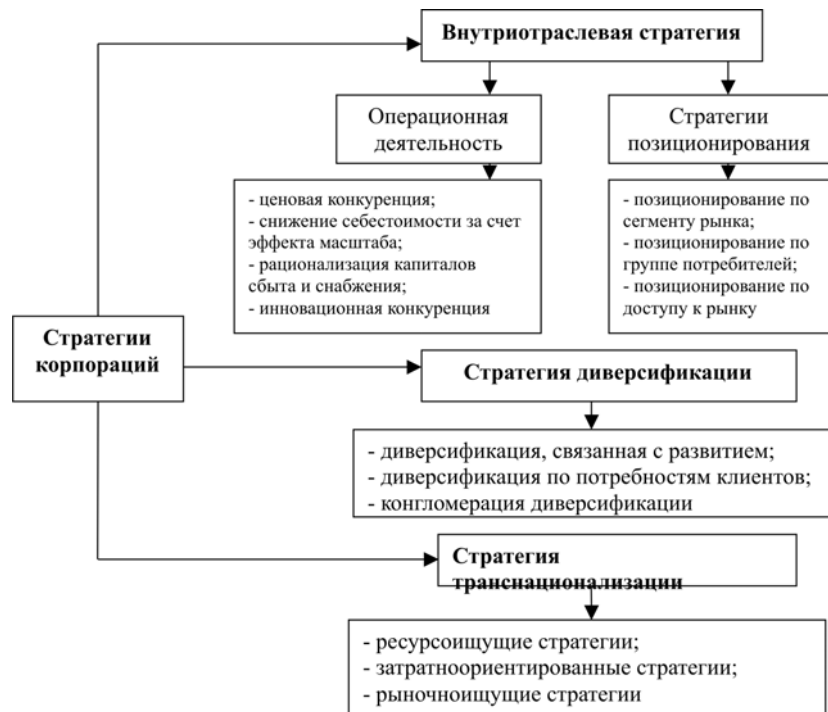 Внутриотраслевая стратегия
Операционная
деятельность
Стратегии
позиционирования
- ценовая конкуренция;
- снижение себестоимости за счет
эффекта масштаба;
- рационализация капиталов
сбыта и снабжения;
- инновационная конкуренция
- позиционирование по
сегменту рынка;
- позиционирование по
группе потребителей;
- позиционирование по
доступу к рынку
Стратегии
корпораций
Стратегия диверсификации
- диверсификация, связанная с развитием;
- диверсификация по потребностям клиентов;
- конгломерация диверсификации
Стратегия
транснационализации
- ресурсоищущие стратегии;
- затратноориентированные стратегии;
- рыночноищущие стратегии